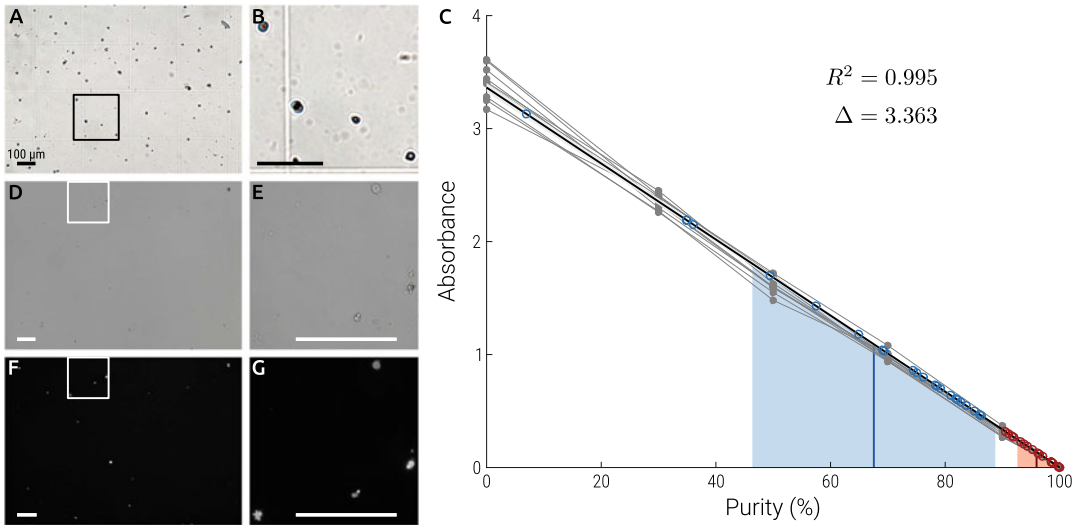 A
B
100 µm
D
E
F
G
C
R² = 0.995
Δ = 3.363
Absorbance
4
3
2
1
0
0 20 40 60 80 100
Purity (%)